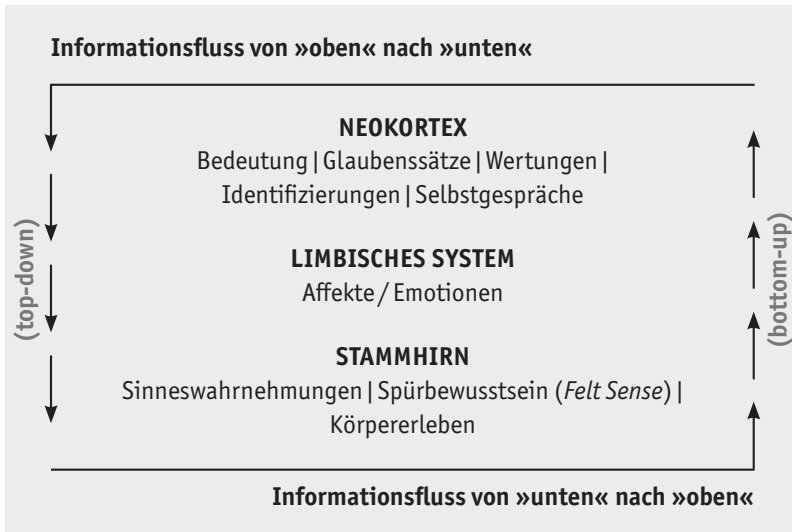 Informationsfluss von »oben« nach »unten«
NEOKORTEX
Bedeutung | Glaubenssätze | Wertungen |
Identifizierungen | Selbstgespräche
(top-down)
LIMBISCHES SYSTEM
Affekte / Emotionen
(bottom-up)
STAMMHIRN
Sinneswahrnehmungen | Spürbewusstsein (Felt Sense) |
Körpererleben
Informationsfluss von »unten« nach »oben«